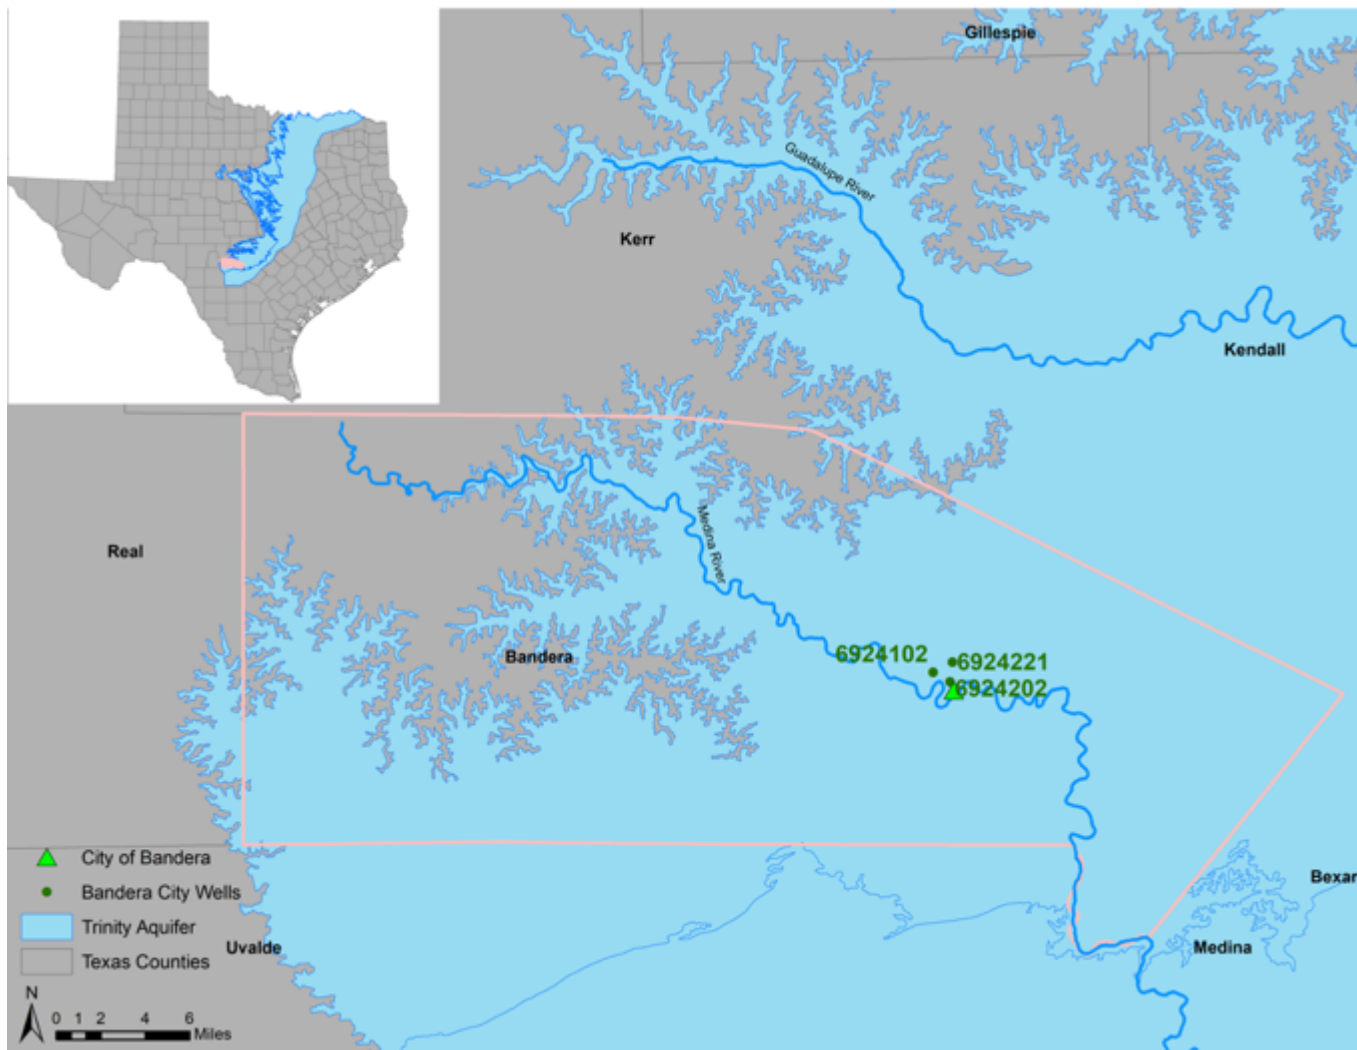 Gillespie
Guadalupe River
Kerr
Kendall
Real
Medina River
Bandera
6924102
6924221
6924202
Bexar
Medina
Uvalde
City of Bandera
Bandera City Wells
Trinity Aquifer
Texas Counties
N
0 1 2 4 6
Miles